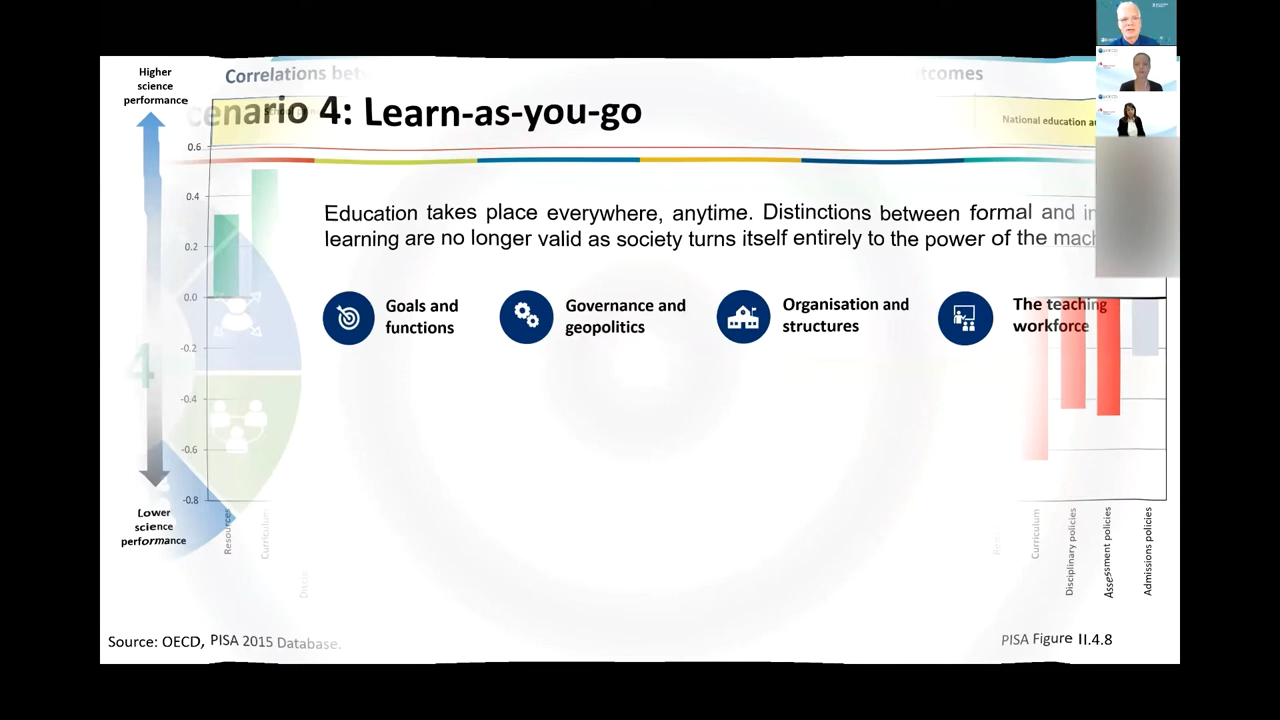 Higher
science
performance
Correlations bet
tcomes
enario 4: Learn-as-you-go
National education au
0.6
0.4
0.2
0.0
-0.2
-0.4
-0.6
-0.8
Education takes place everywhere, anytime. Distinctions between formal and in
learning are no longer valid as society turns itself entirely to the power of the mach
Goals and
functions
Governance and
geopolitics
Organisation and
structures
The teaching
workforce
4
Lower
science
performance
Resources
Curriculum
Curriculum
Disciplinary policies
Assessment policies
Admissions policies
Source: OECD, PISA 2015 Database.
PISA Figure II.4.8